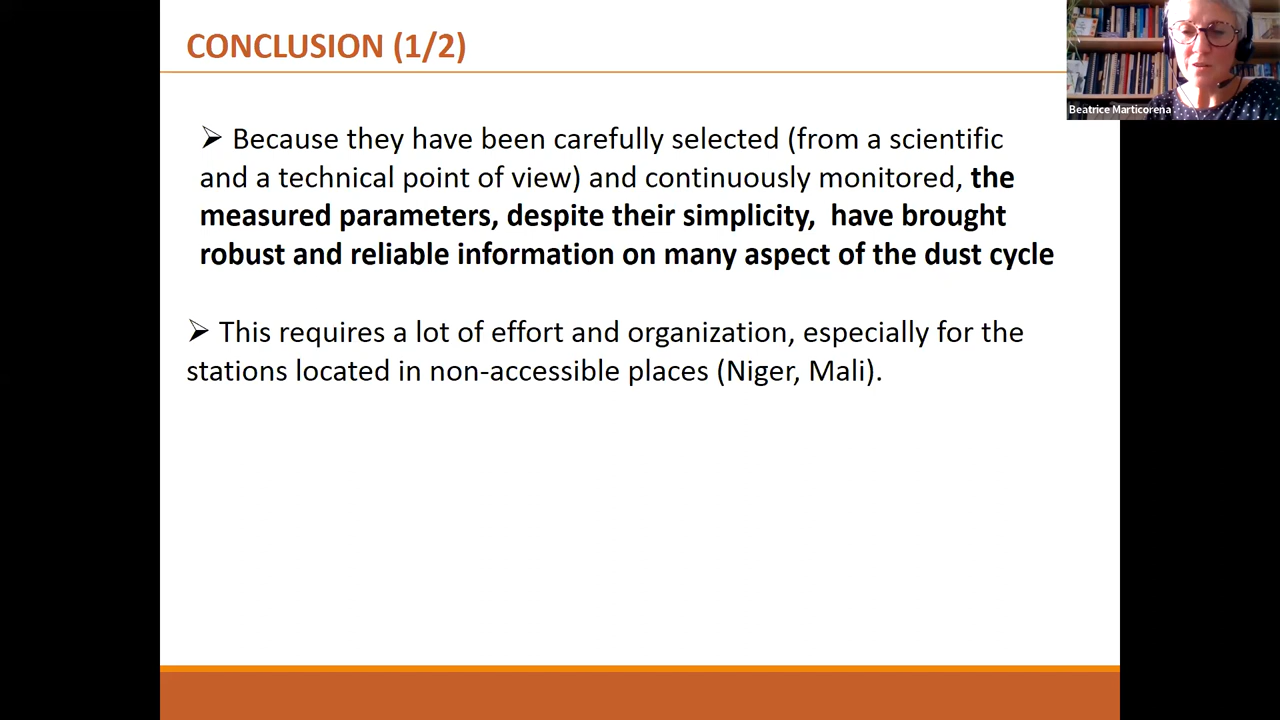 CONCLUSION (1/2)
Beatrice Marticorena
➢ Because they have been carefully selected (from a scientific
and a technical point of view) and continuously monitored, the
measured parameters, despite their simplicity,  have brought
robust and reliable information on many aspect of the dust cycle
➢ This requires a lot of effort and organization, especially for the
stations located in non-accessible places (Niger, Mali).